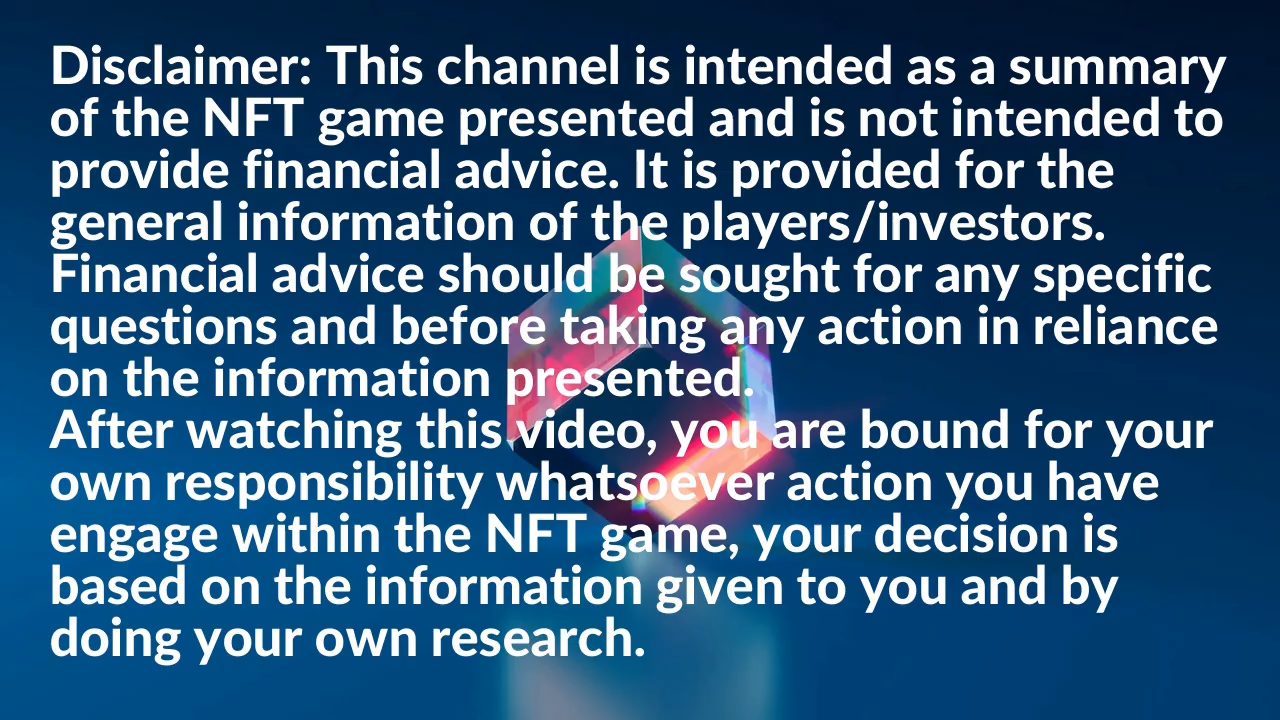 Disclaimer: This channel is intended as a summary
of the NFT game presented and is not intended to
provide financial advice. It is provided for the
general information of the players/investors.
Financial advice should be sought for any specific
questions and before taking any action in reliance
on the information presented.
After watching this video, you are bound for your
own responsibility whatsoever action you have
engage within the NFT game, your decision is
based on the information given to you and by
doing your own research.